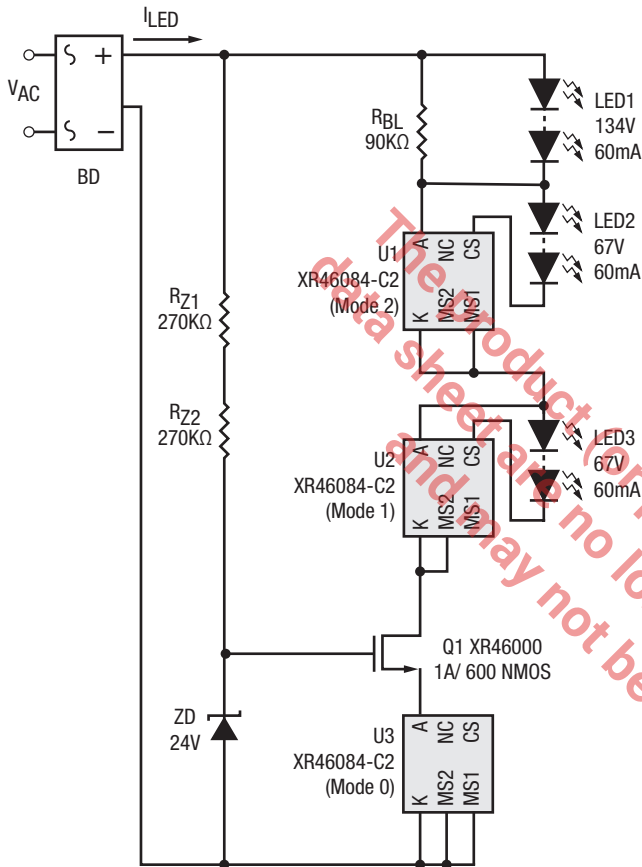 ILED
+
VAC
−
BD
RBL
90KΩ
LED1
134V
60mA
LED2
67V
60mA
U1
XR46084-C2
(Mode 2)
A NC CS
K MS2 MS1
RZ1
270KΩ
RZ2
270KΩ
LED3
67V
60mA
U2
XR46084-C2
(Mode 1)
A NC CS
K MS2 MS1
Q1 XR46000
1A/ 600 NMOS
ZD
24V
U3
XR46084-C2
(Mode 0)
A NC CS
K MS2 MS1
The product (or
data sheet are no lo
and may not be